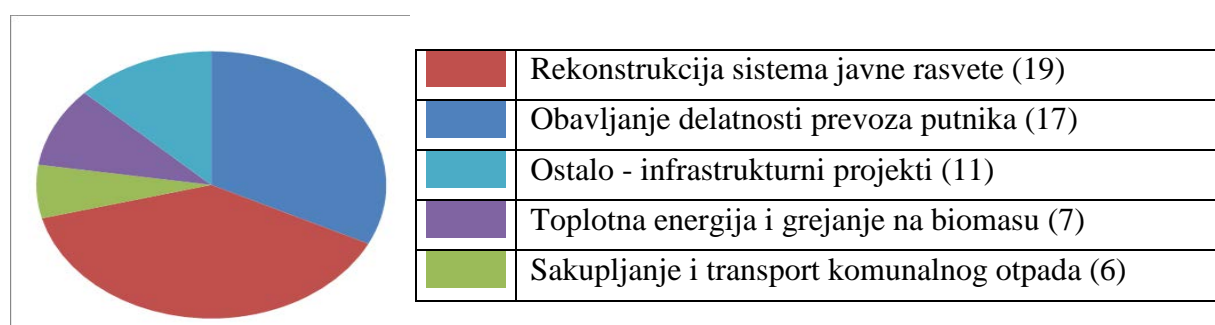 Rekonstrukcija sistema javne rasvete (19)
Obavljanje delatnosti prevoza putnika (17)
Ostalo - infrastrukturni projekti (11)
Toplotna energija i grejanje na biomasu (7)
Sakupljanje i transport komunalnog otpada (6)